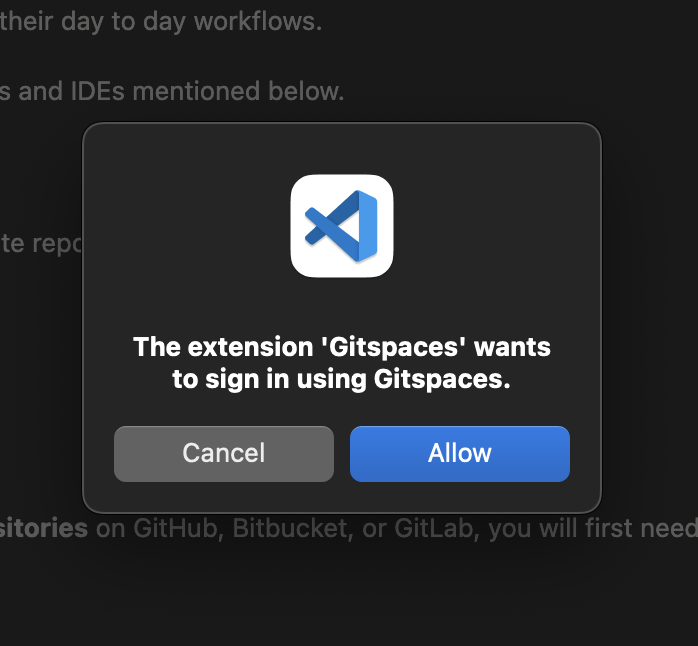 their day to day workflows.
s and IDEs mentioned below.
te repo
The extension 'Gitspaces' wants
to sign in using Gitspaces.
Cancel
Allow
sitories on GitHub, Bitbucket, or GitLab, you will first need